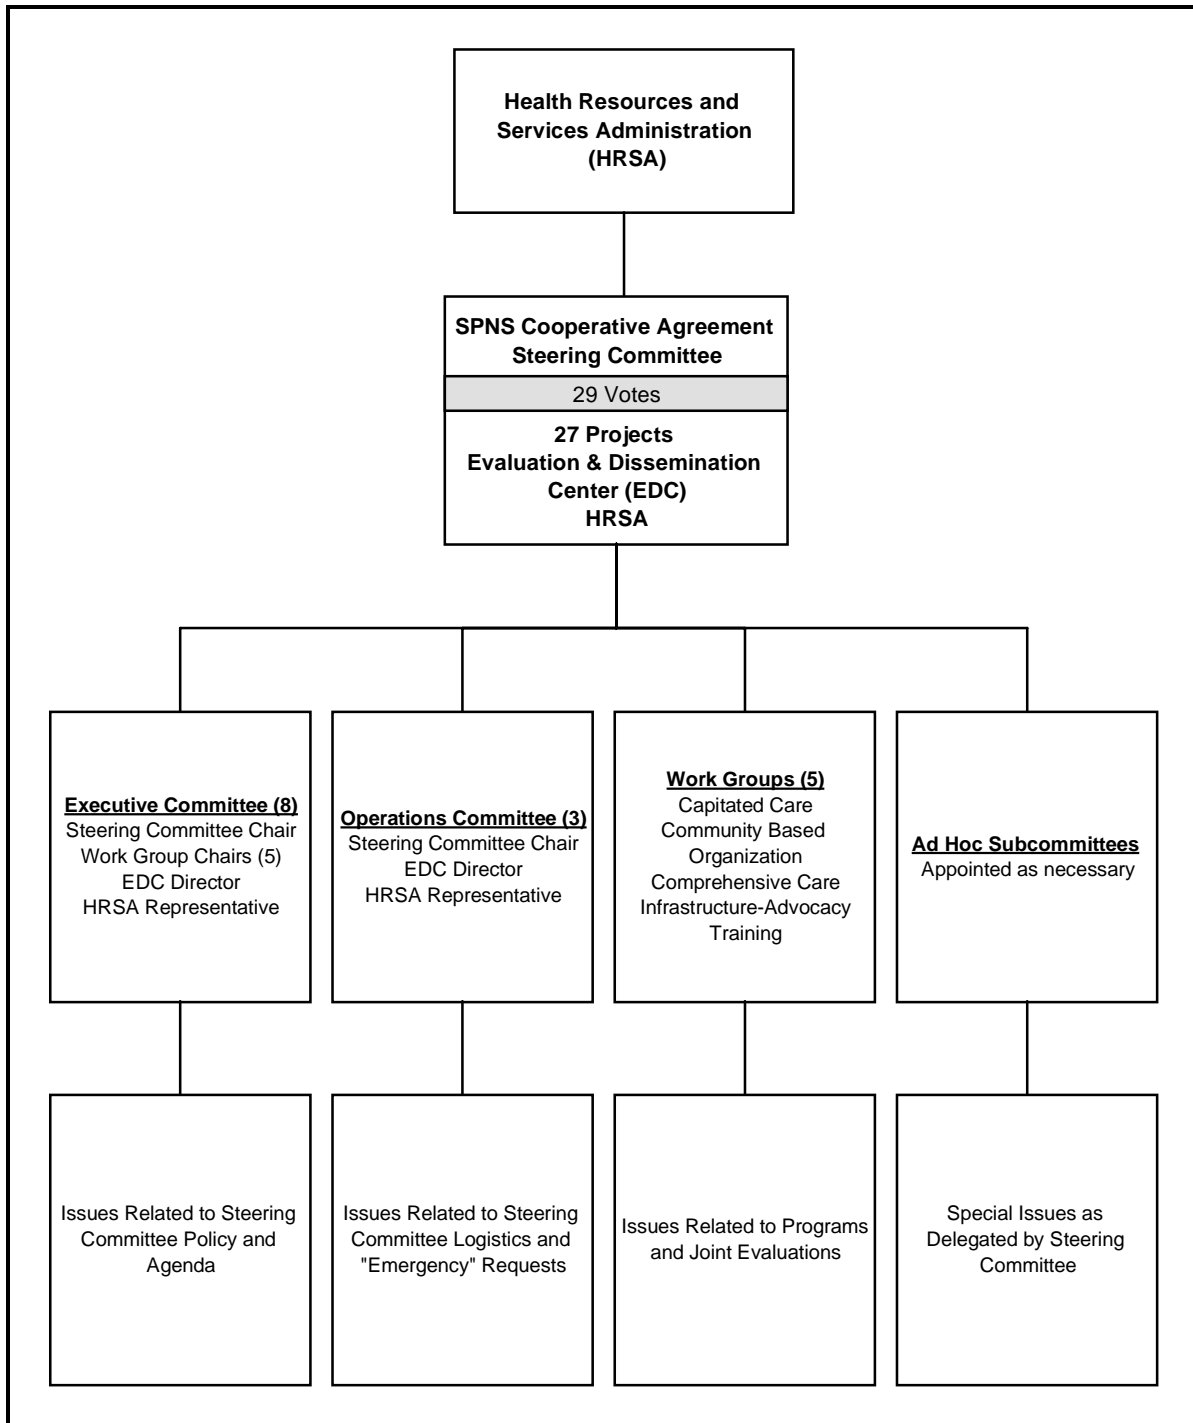 Health Resources and
Services Administration
(HRSA)
SPNS Cooperative Agreement
Steering Committee
29 Votes
27 Projects
Evaluation & Dissemination
Center (EDC)
HRSA
Executive Committee (8)
Steering Committee Chair
Work Group Chairs (5)
EDC Director
HRSA Representative
Operations Committee (3)
Steering Committee Chair
EDC Director
HRSA Representative
Work Groups (5)
Capitated Care
Community Based
Organization
Comprehensive Care
Infrastructure-Advocacy
Training
Ad Hoc Subcommittees
Appointed as necessary
Issues Related to Steering
Committee Policy and
Agenda
Issues Related to Steering
Committee Logistics and
"Emergency" Requests
Issues Related to Programs
and Joint Evaluations
Special Issues as
Delegated by Steering
Committee